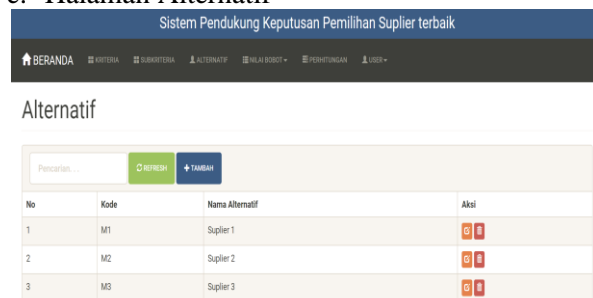 c. Halaman Alternatif
Sistem Pendukung Keputusan Pemilihan Suplier terbaik
BERANDA KRITERIA SUBKRITERIA ALTERNATIF NILAI BOBOT PERHITUNGAN USER
Alternatif
Pencarian... REFRESH TAMBAH
No Kode Nama Alternatif Aksi
1 M1 Suplier 1
2 M2 Suplier 2
3 M3 Suplier 3